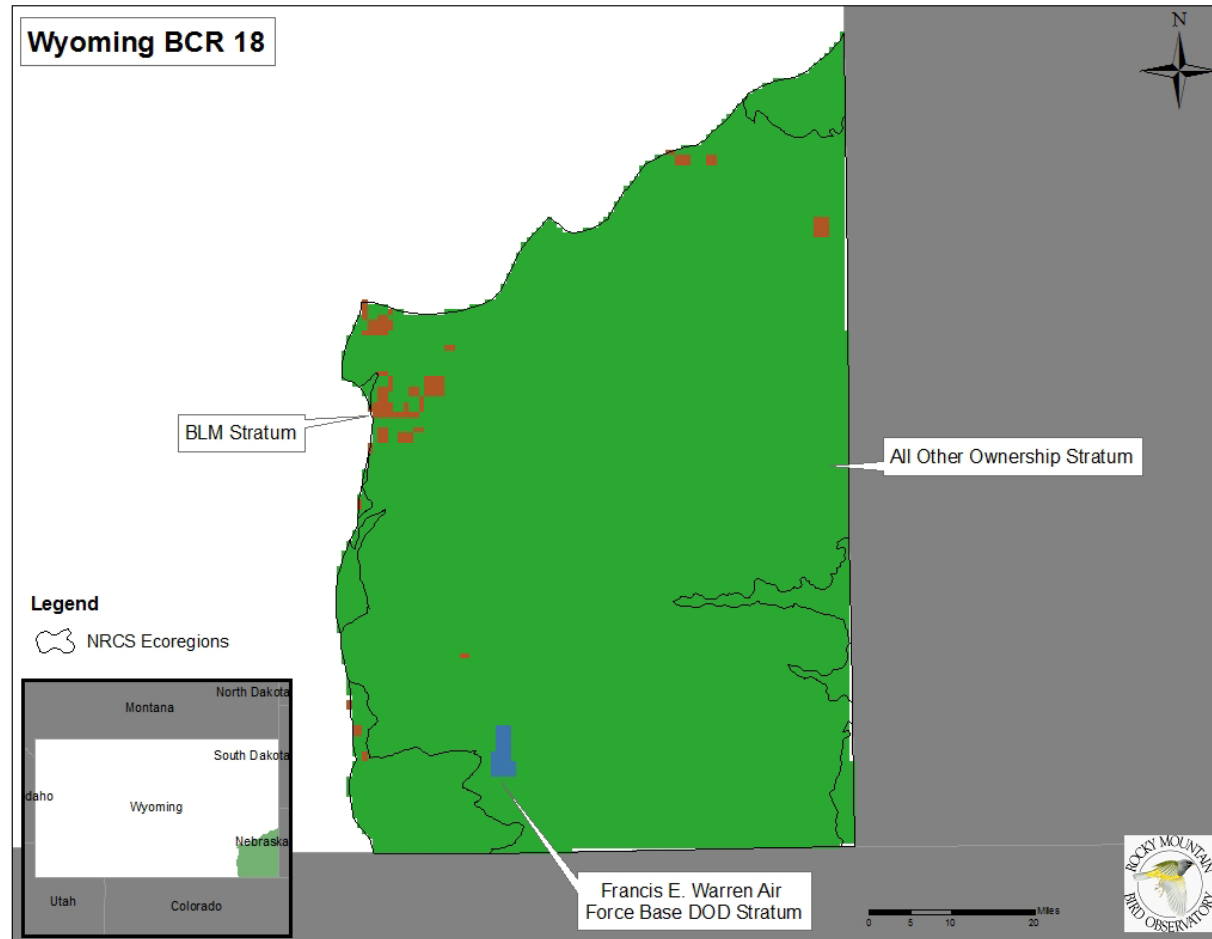 Wyoming BCR 18
N
BLM Stratum
All Other Ownership Stratum
Legend
NRCS Ecoregions
North Dakota
Montana
South Dakota
daho
Wyoming
Nebraska
Utah
Colorado
Francis E. Warren Air
Force Base DOD Stratum
Miles
0 10 20
ROCKY MOUNTAIN
BIRD OBSERVATORY